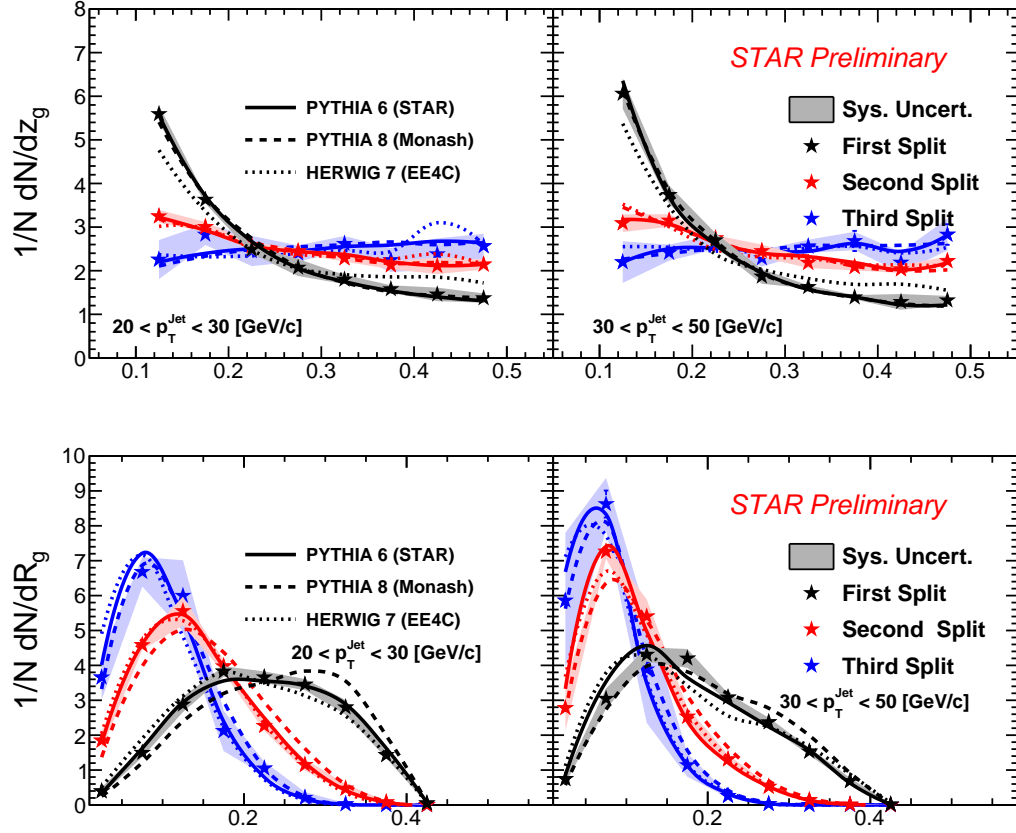 8
7
6
5
4
3
2
1
0
1/N dN/dz_g
PYTHIA 6 (STAR)
PYTHIA 8 (Monash)
HERWIG 7 (EE4C)
20 < p_T^Jet < 30 [GeV/c]
STAR Preliminary
Sys. Uncert.
First Split
Second Split
Third Split
30 < p_T^Jet < 50 [GeV/c]
0.1 0.2 0.3 0.4 0.5
0.1 0.2 0.3 0.4 0.5
10
9
8
7
6
5
4
3
2
1
0
1/N dN/dR_g
PYTHIA 6 (STAR)
PYTHIA 8 (Monash)
HERWIG 7 (EE4C)
20 < p_T^Jet < 30 [GeV/c]
STAR Preliminary
Sys. Uncert.
First Split
Second Split
Third Split
30 < p_T^Jet < 50 [GeV/c]
0.2 0.4
0.2 0.4